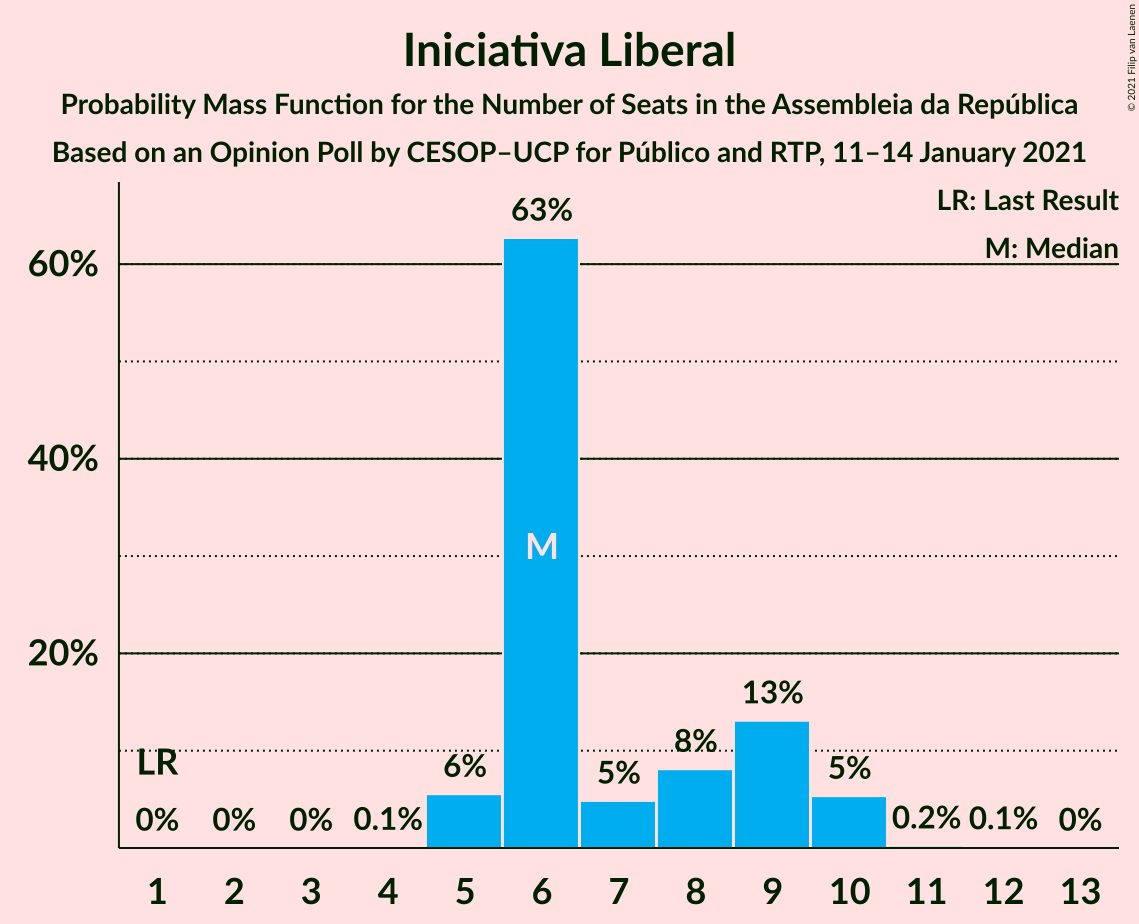 Iniciativa Liberal
Probability Mass Function for the Number of Seats in the Assembleia da República
Based on an Opinion Poll by CESOP–UCP for Público and RTP, 11–14 January 2021
© 2021 Filip van Laenen
LR: Last Result
M: Median
63%
60%
40%
M
20%
13%
8%
LR
6%
5%
5%
0%
0%
0%
0.1%
0.2%
0.1%
0%
1 2 3 4 5 6 7 8 9 10 11 12 13